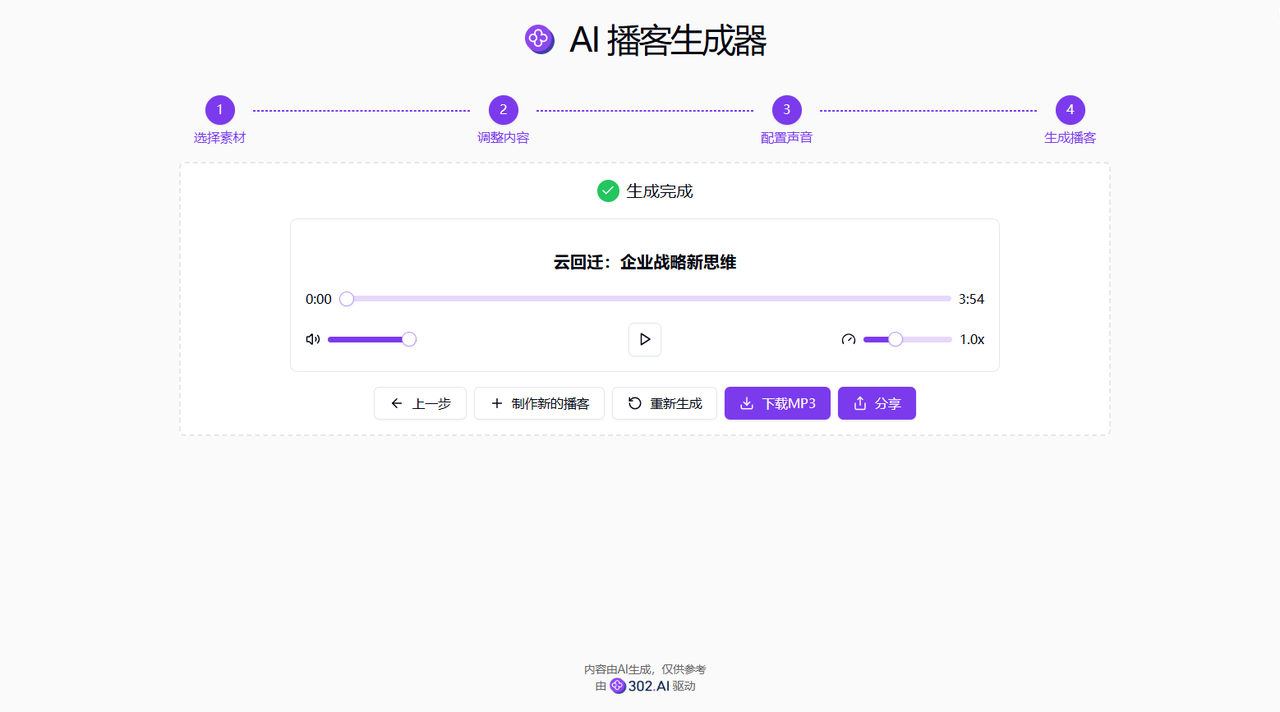 AI 播客生成器
1
2
3
4
选择素材
调整内容
配置声音
生成播客
生成完成
云回迁：企业战略新思维
0:00
3:54
1.0x
上一步
制作新的播客
重新生成
下载MP3
分享
内容由AI生成，仅供参考
由 302.AI 驱动